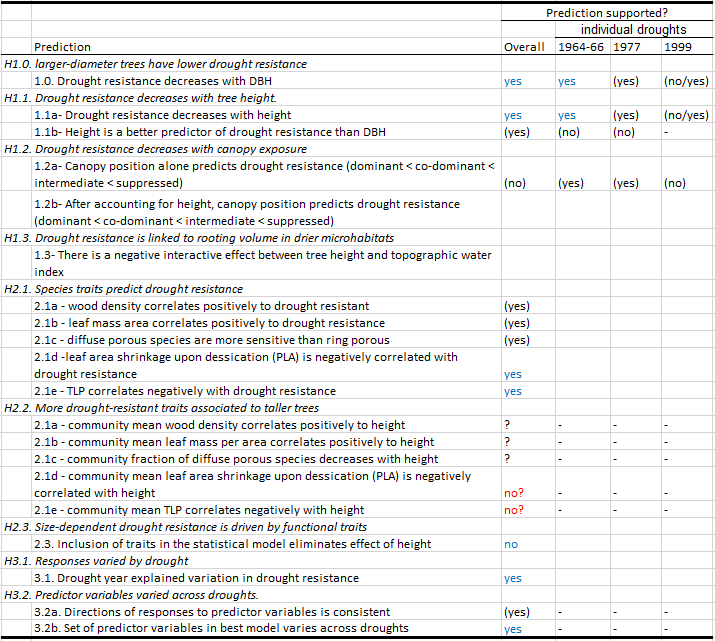 Prediction supported?
individual droughts
Prediction Overall 1964-66 1977 1999
H1.0. larger-diameter trees have lower drought resistance
1.0. Drought resistance decreases with DBH yes yes (yes) (no/yes)
H1.1. Drought resistance decreases with tree height.
1.1a- Drought resistance decreases with height yes yes (yes) (no/yes)
1.1b- Height is a better predictor of drought resistance than DBH (yes) (no) (no) -
H1.2. Drought resistance decreases with canopy exposure
1.2a- Canopy position alone predicts drought resistance (dominant < co-dominant <
intermediate < suppressed) (no) (yes) (yes) (no)
1.2b- After accounting for height, canopy position predicts drought resistance
(dominant < co-dominant < intermediate < suppressed)
H1.3. Drought resistance is linked to rooting volume in drier microhabitats
1.3- There is a negative interactive effect between tree height and topographic water
index
H2.1. Species traits predict drought resistance
2.1a - wood density correlates positively to drought resistant (yes)
2.1b - leaf mass area correlates positively to drought resistance (yes)
2.1c - diffuse porous species are more sensitive than ring porous (yes)
2.1d -leaf area shrinkage upon dessication (PLA) is negatively correlated with
drought resistance yes
2.1e - TLP correlates negatively with drought resistance yes
H2.2. More drought-resistant traits associated to taller trees
2.1a - community mean wood density correlates positively to height ? - - -
2.1b - community mean leaf mass per area correlates positively to height ? - - -
2.1c - community fraction of diffuse porous species decreases with height ? - - -
2.1d - community mean leaf area shrinkage upon dessication (PLA) is negatively
correlated with height no? - - -
2.1e - community mean TLP correlates negatively with height no? - - -
H2.3. Size-dependent drought resistance is driven by functional traits
2.3. Inclusion of traits in the statistical model eliminates effect of height no
H3.1. Responses varied by drought
3.1. Drought year explained variation in drought resistance yes
H3.2. Predictor variables varied across droughts.
3.2a. Directions of responses to predictor variables is consistent (yes) - - -
3.2b. Set of predictor variables in best model varies across droughts yes - - -